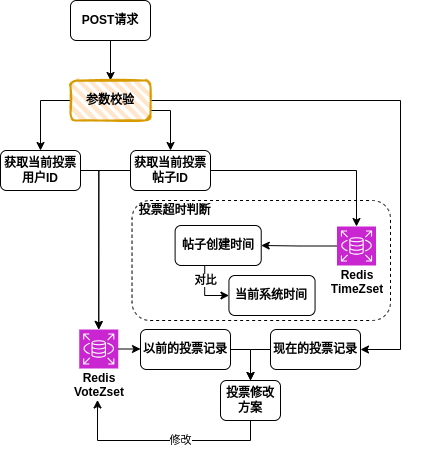 POST请求
参数校验
获取当前投票
用户ID
获取当前投票
帖子ID
投票超时判断
帖子创建时间
对比
当前系统时间
Redis
TimeZset
以前的投票记录
现在的投票记录
Redis
VoteZset
投票修改
方案
修改